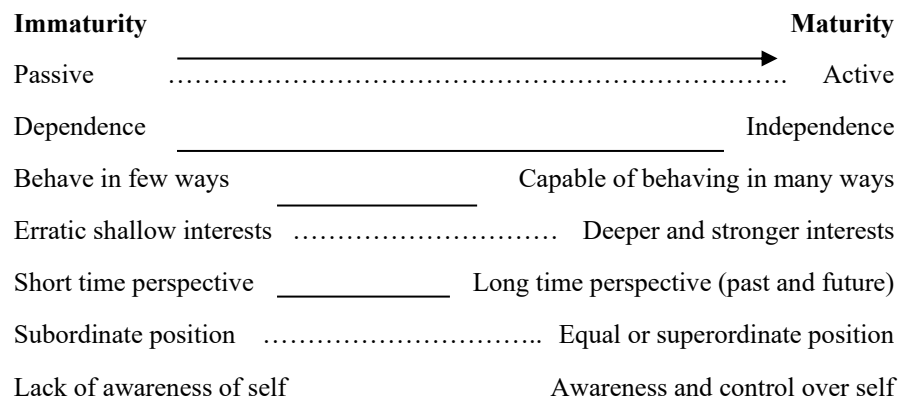 Immaturity Maturity
Passive ……………………………………………………………. Active
Dependence Independence
Behave in few ways Capable of behaving in many ways
Erratic shallow interests ………………………… Deeper and stronger interests
Short time perspective Long time perspective (past and future)
Subordinate position ………………………….. Equal or superordinate position
Lack of awareness of self Awareness and control over self